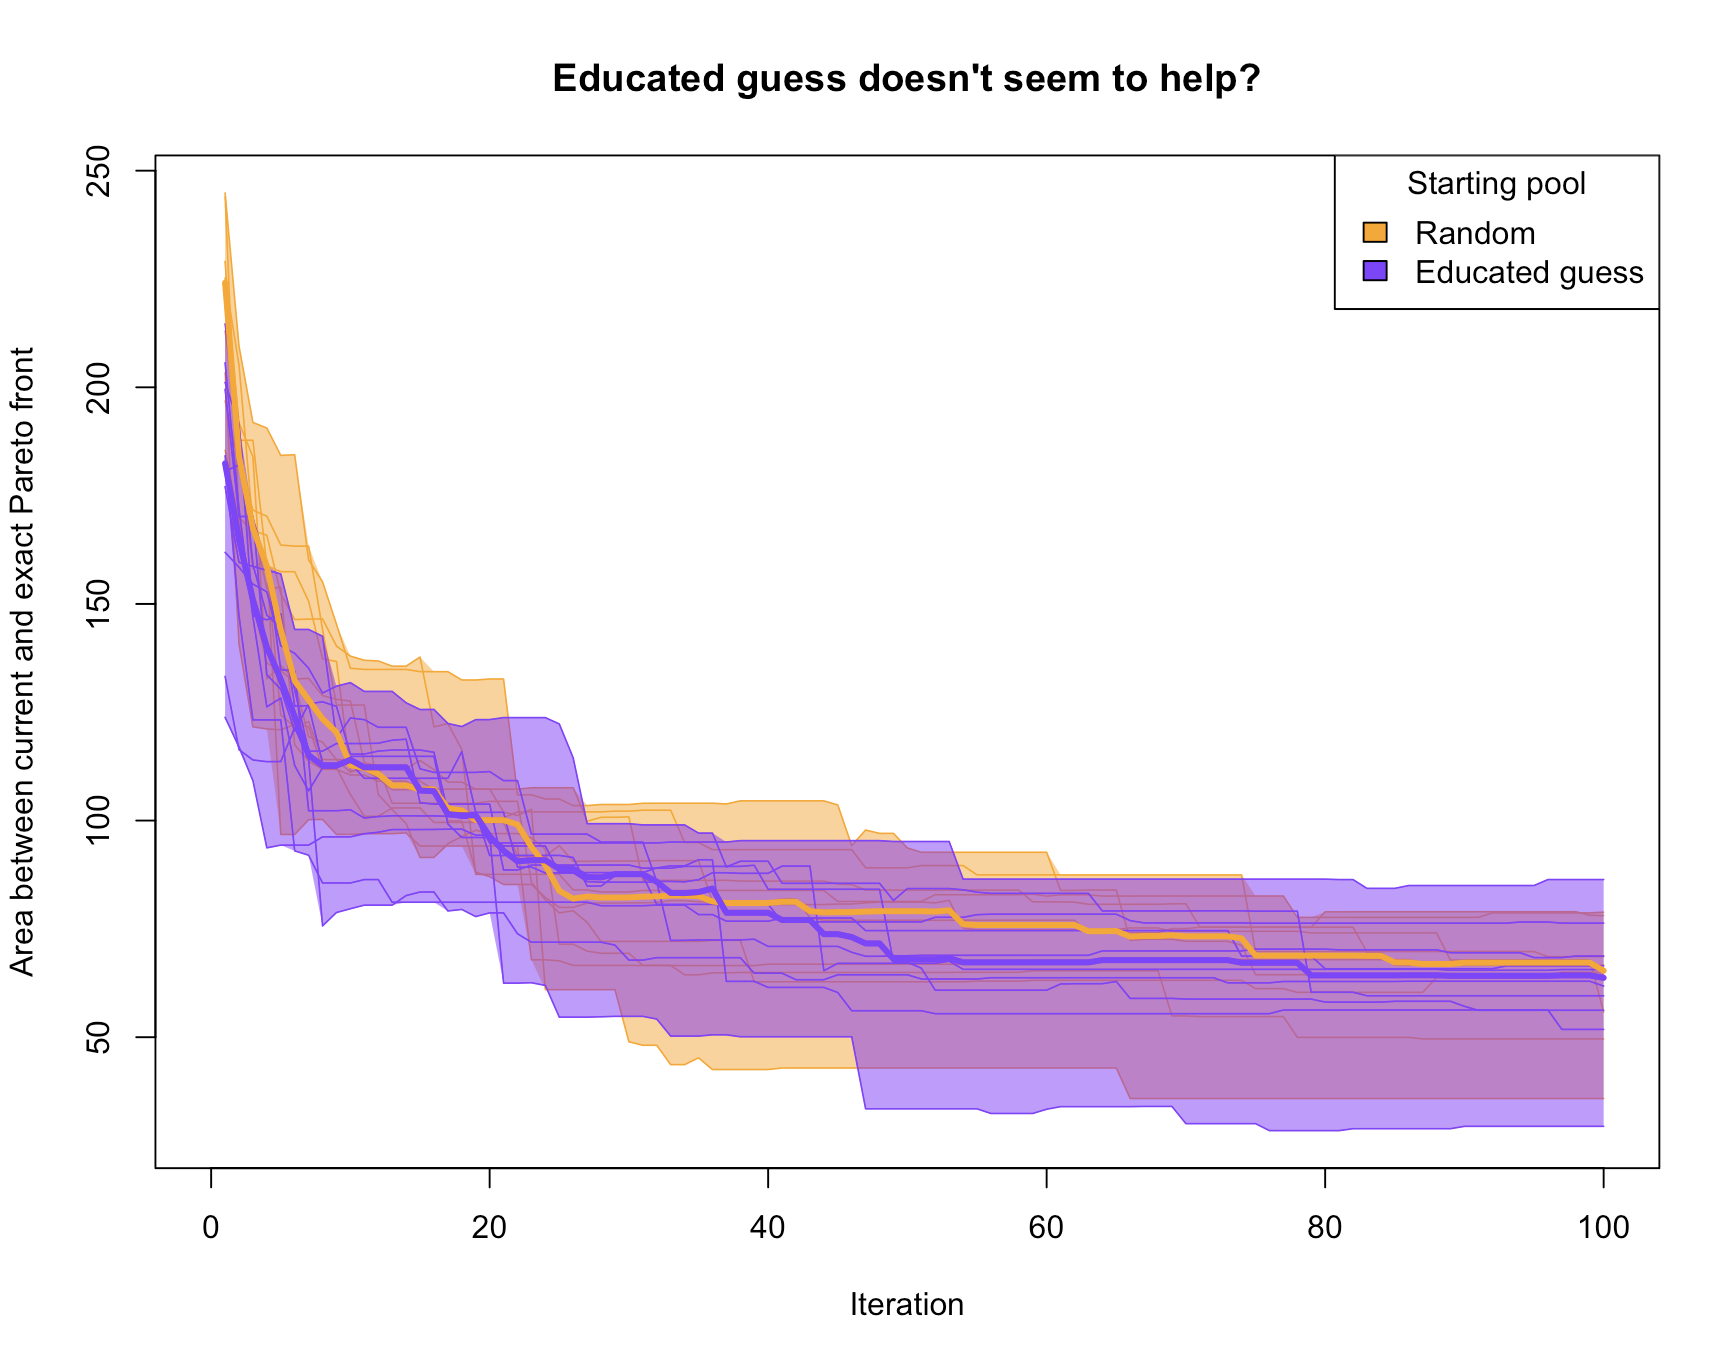 Educated guess doesn't seem to help?
Area between current and exact Pareto front
250
200
150
100
50
Starting pool
Random
Educated guess
0 20 40 60 80 100
Iteration